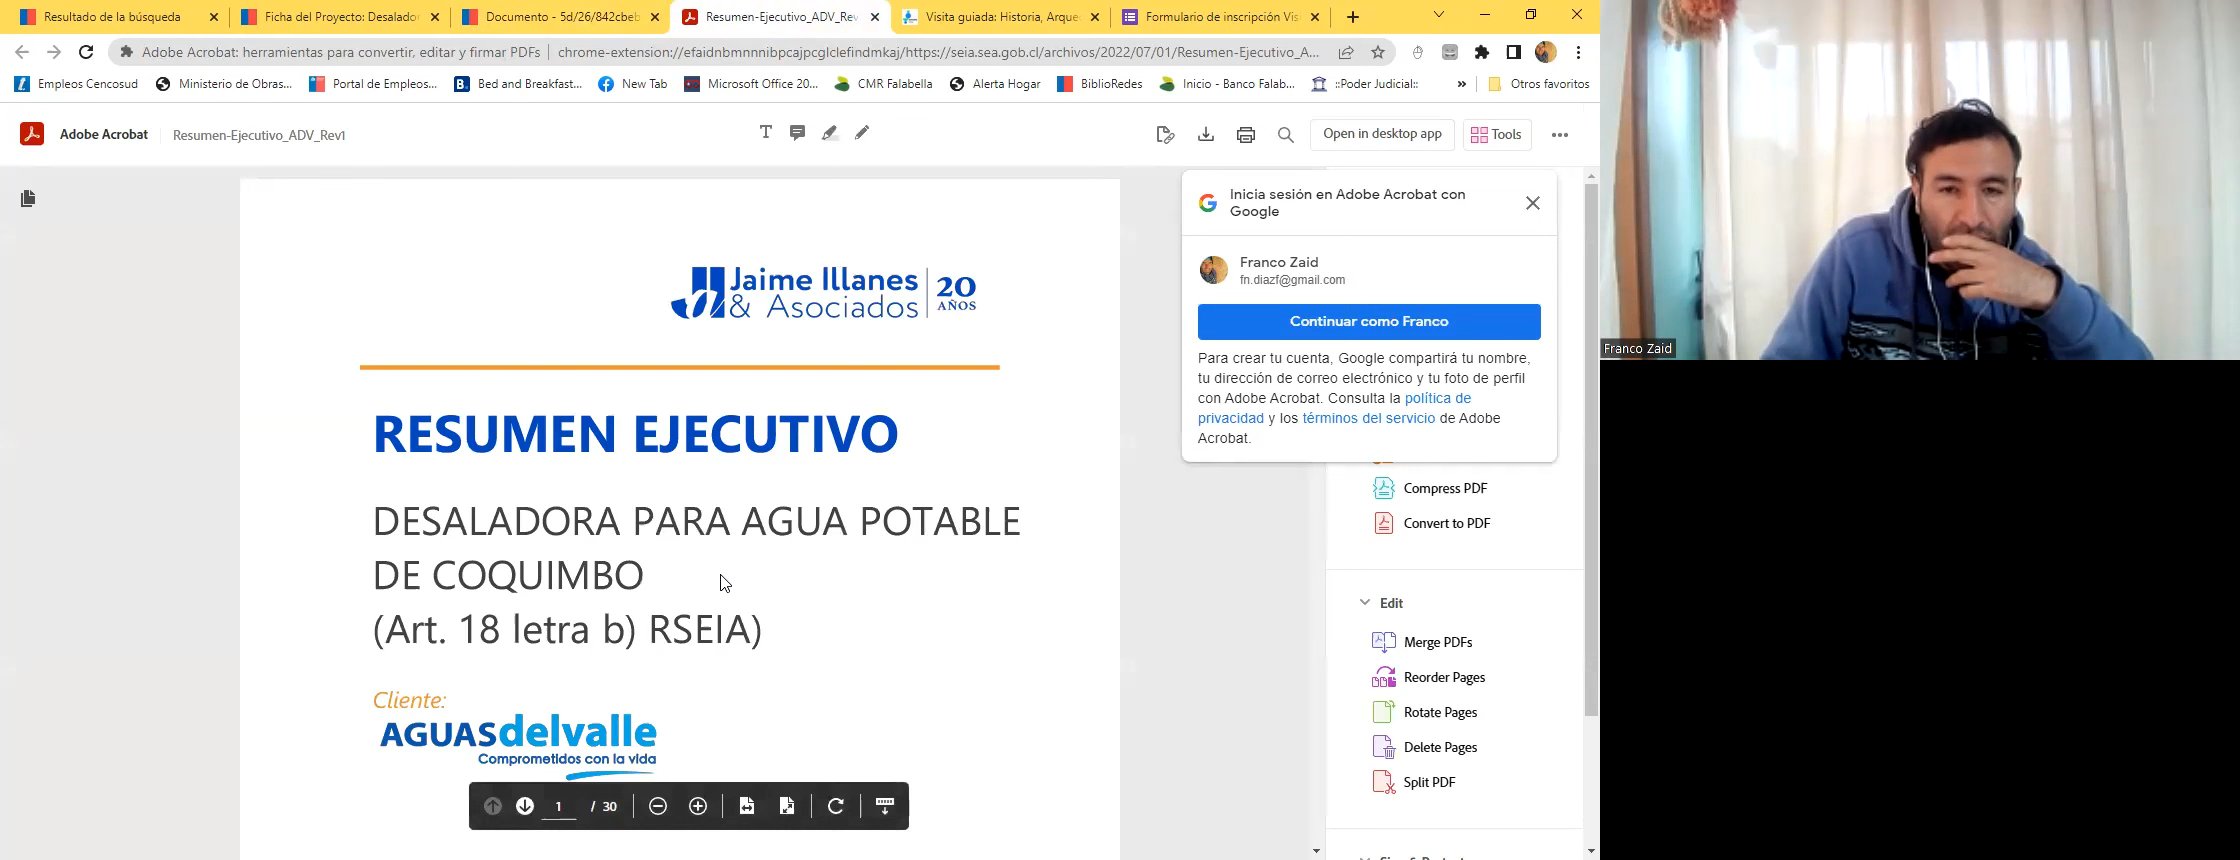 Resultado de la búsqueda
Ficha del Proyecto: Desalador
Documento - 5d/26/842cbeb
Resumen-Ejecutivo_ADV_Rev
Visita guiada: Historia, Arque
Formulario de inscripción Vis
Adobe Acrobat: herramientas para convertir, editar y firmar PDFs | chrome-extension://efaidnbmnnnibpcajpcglclefindmkaj/https://seia.sea.gob.cl/archivos/2022/07/01/Resumen-Ejecutivo_A...
Empleos Cencosud
Ministerio de Obras...
Portal de Empleos...
B. Bed and Breakfast...
New Tab
Microsoft Office 20...
CMR Falabella
Alerta Hogar
BiblioRedes
Inicio - Banco Falab...
::Poder Judicial::
»
Otros favoritos
Adobe Acrobat
Resumen-Ejecutivo_ADV_Rev1
Open in desktop app
Tools
Jaime Illanes
& Asociados
20
AÑOS
RESUMEN EJECUTIVO
DESALADORA PARA AGUA POTABLE
DE COQUIMBO
(Art. 18 letra b) RSEIA)
Cliente:
AGUASdelvalle
Comprometidos con la vida
1 / 30
Inicia sesión en Adobe Acrobat con
Google
Franco Zaid
fn.diazf@gmail.com
Continuar como Franco
Para crear tu cuenta, Google compartirá tu nombre,
tu dirección de correo electrónico y tu foto de perfil
con Adobe Acrobat. Consulta la política de
privacidad y los términos del servicio de Adobe
Acrobat.
Compress PDF
Convert to PDF
Edit
Merge PDFs
Reorder Pages
Rotate Pages
Delete Pages
Split PDF
Franco Zaid